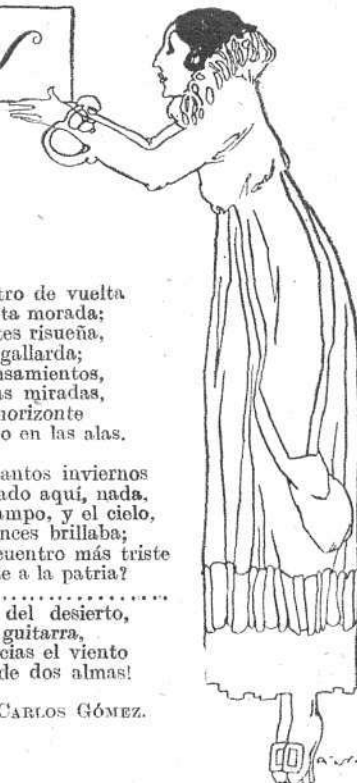 tro de vuelta
ta morada;
tes risueña,
gallarda;
nsamientos,
as miradas,
horizonte
o en las alas.
antos inviernos
ado aquí, nada,
ampo, y el cielo,
nces brillaba;
cuentro más triste
e a la patria?
del desierto,
guitarra,
cias el viento
de dos almas!
CARLOS GÓMEZ.